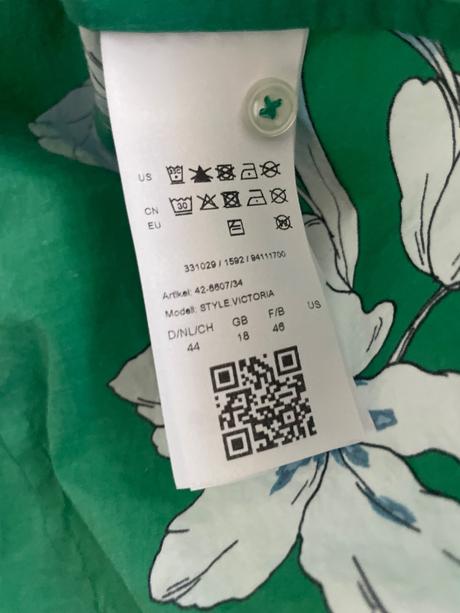 US
CN
EU
30
331029 / 1592 / 94111700
Artikel: 42-6607/34
Modell: STYLE.VICTORIA
D/NL/CH GB F/B US
44 18 46